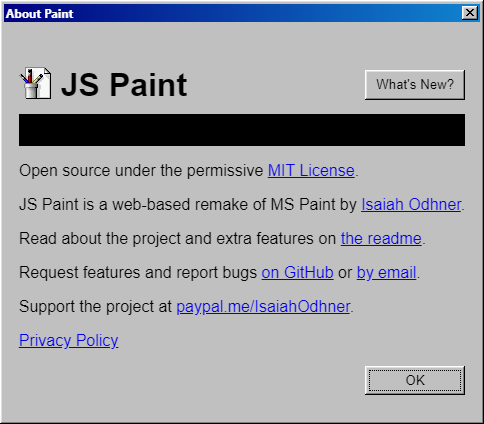 About Paint
JS Paint
What's New?
Open source under the permissive MIT License.
JS Paint is a web-based remake of MS Paint by Isaiah Odhner.
Read about the project and extra features on the readme.
Request features and report bugs on GitHub or by email.
Support the project at paypal.me/IsaiahOdhner.
Privacy Policy
OK